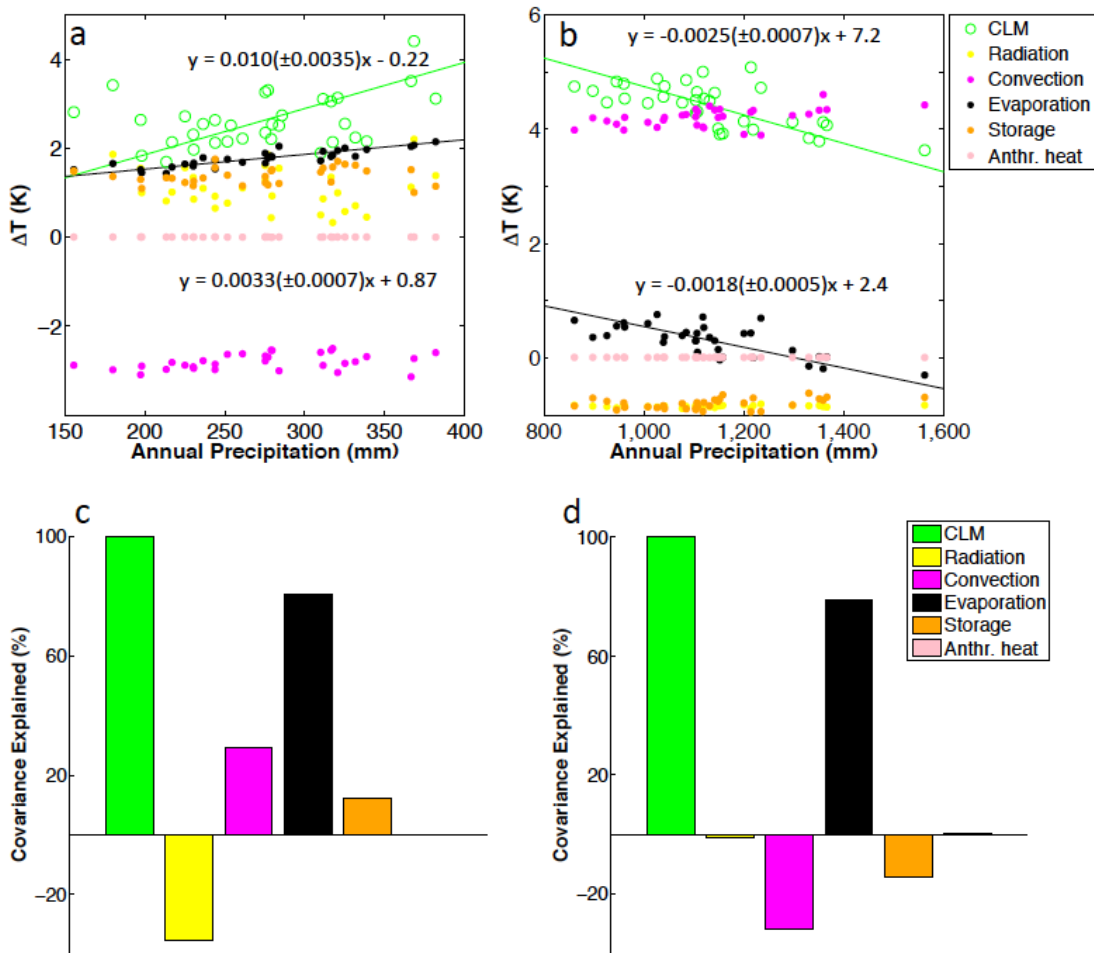 a
y = 0.010(±0.0035)x - 0.22
y = 0.0033(±0.0007)x + 0.87
4
2
0
−2
ΔT (K)
150
200
250
300
350
400
Annual Precipitation (mm)
b
y = -0.0025(±0.0007)x + 7.2
y = -0.0018(±0.0005)x + 2.4
6
4
2
0
ΔT (K)
800
1,000
1,200
1,400
1,600
Annual Precipitation (mm)
CLM
Radiation
Convection
Evaporation
Storage
Anthr. heat
c
100
60
20
−20
Covariance Explained (%)
d
100
60
20
−20
Covariance Explained (%)
CLM
Radiation
Convection
Evaporation
Storage
Anthr. heat